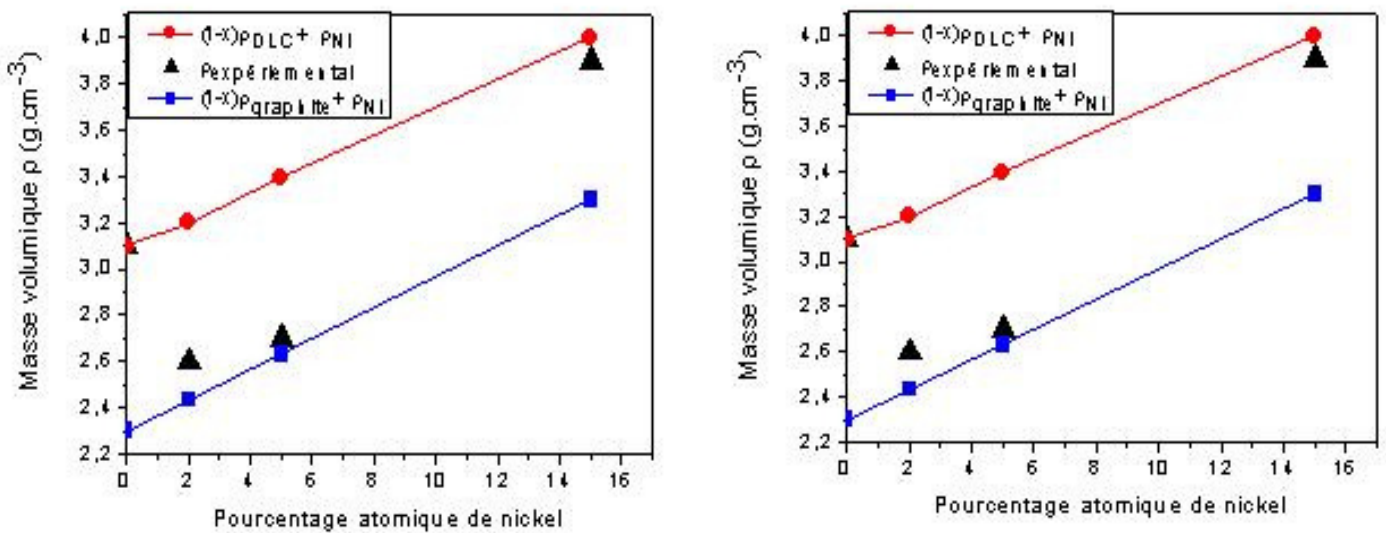 Masse volumique ρ (g.cm⁻³)
4,0
3,8
3,6
3,4
3,2
3,0
2,8
2,6
2,4
2,2
(1-x)ρDLC+ ρNI
ρexpériemental
(1-x)ρgraphite+ ρNI
0 2 4 6 8 10 12 14 16
Pourcentage atomique de nickel
Masse volumique ρ (g.cm⁻³)
4,0
3,8
3,6
3,4
3,2
3,0
2,8
2,6
2,4
2,2
(1-x)ρDLC+ ρNI
ρexpériemental
(1-x)ρgraphite+ ρNI
0 2 4 6 8 10 12 14 16
Pourcentage atomique de nickel